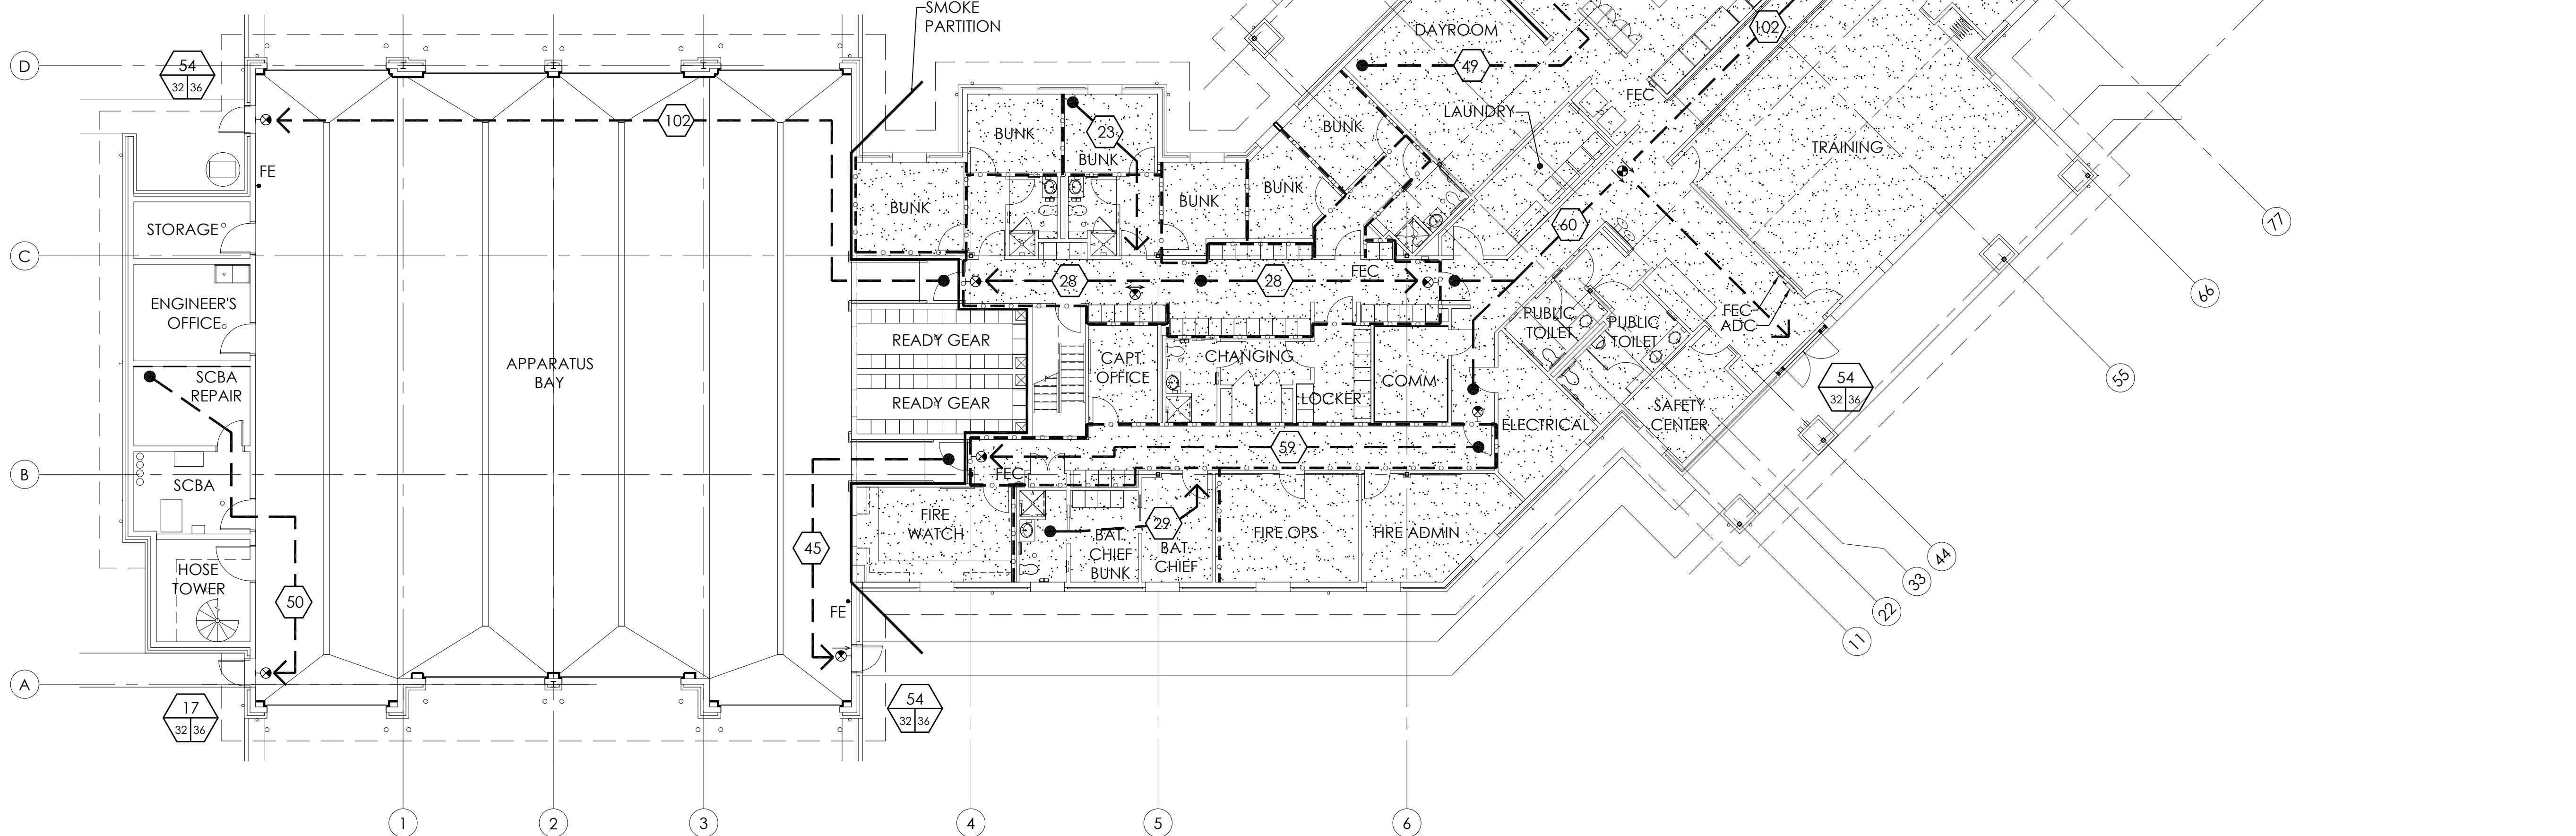 SMOKE
PARTITION
DAYROOM
102
D
54
32 36
49
FEC
102
LAUNDRY
BUNK
23
BUNK
BUNK
TRAINING
FE
BUNK
BUNK
BUNK
STORAGE
60
77
C
28
28
FEC
66
ENGINEER'S
OFFICE
PUBLIC
TOILET
PUBLIC
TOILET
FEC
ADC
READY GEAR
CAPT.
OFFICE
CHANGING
APPARATUS
BAY
SCBA
REPAIR
COMM
54
32 36
55
READY GEAR
LOCKER
SAFETY
CENTER
ELECTRICAL
59
B
FEC
SCBA
FIRE
WATCH
29
FIRE OPS
FIRE ADMIN
BAT.
CHIEF
BUNK
BAT.
CHIEF
45
44
HOSE
TOWER
33
50
FE
22
11
A
17
32 36
54
32 36
1
2
3
4
5
6